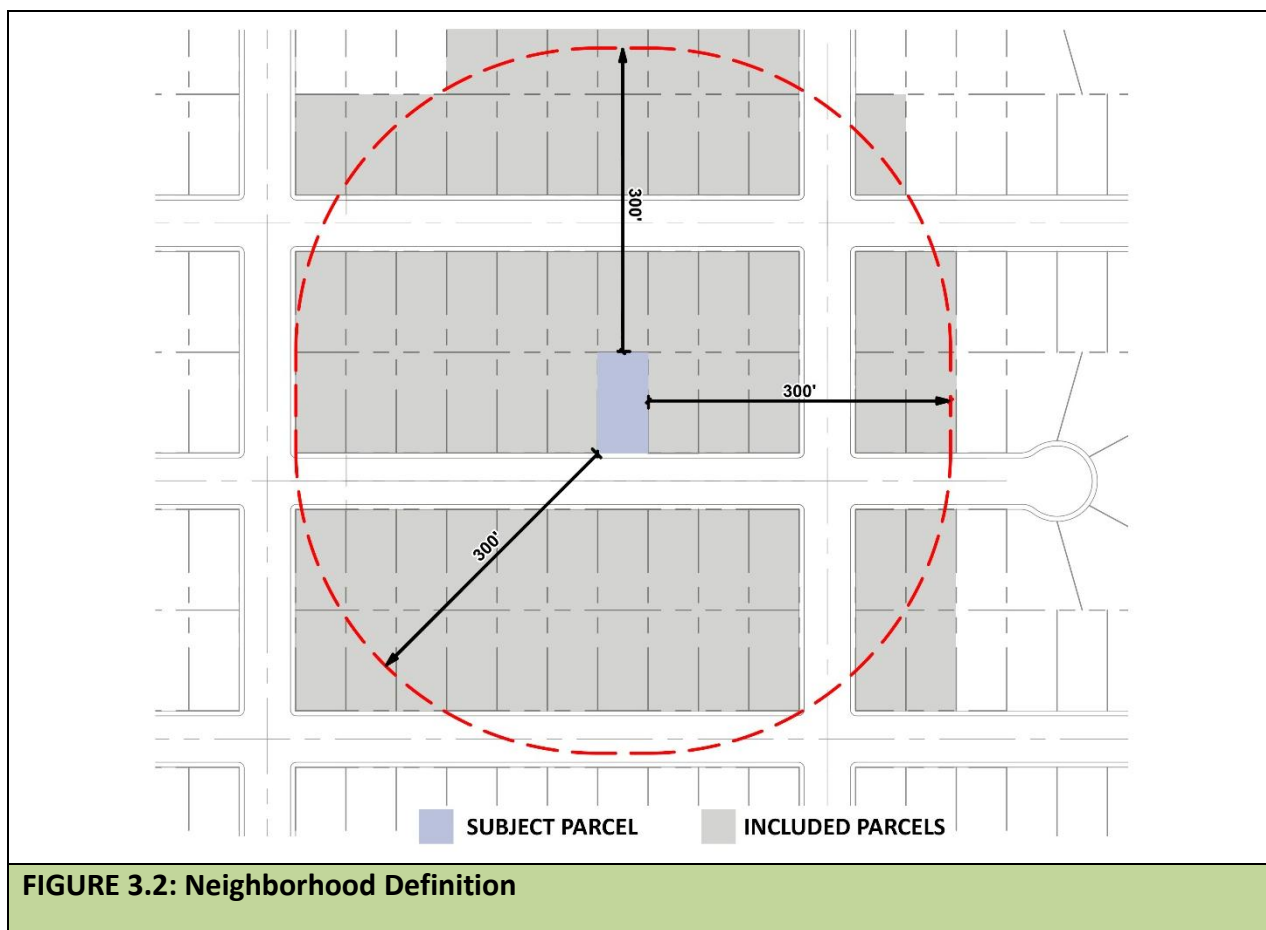 300'
300'
300'
SUBJECT PARCEL
INCLUDED PARCELS
FIGURE 3.2: Neighborhood Definition